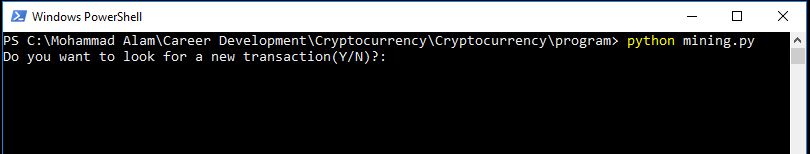 Windows PowerShell
PS C:\Mohammad Alam\Career Development\Cryptocurrency\Cryptocurrency\program> python mining.py
Do you want to look for a new transaction(Y/N)?: